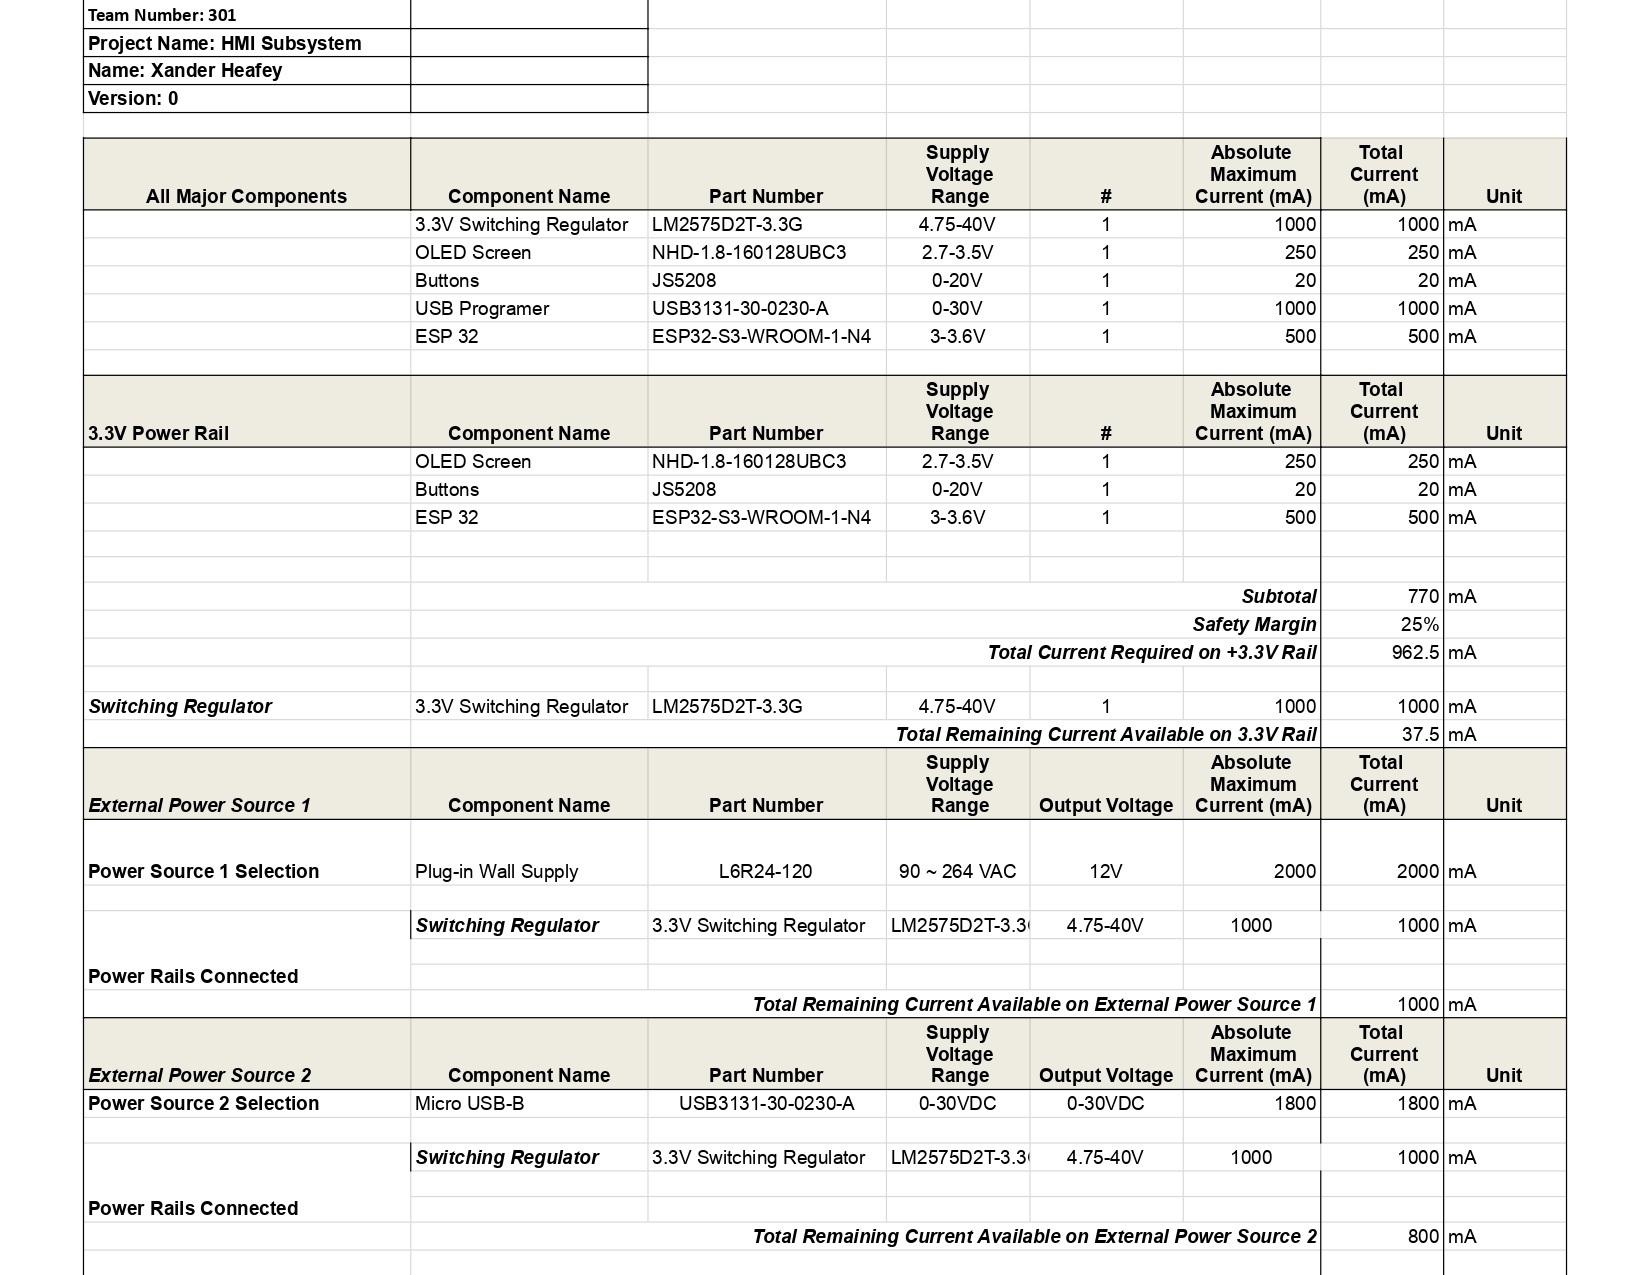 Team Number: 301
Project Name: HMI Subsystem
Name: Xander Heafey
Version: 0
All Major Components Component Name Part Number Supply Voltage Range # Absolute Maximum Current (mA) Total Current (mA) Unit
3.3V Switching Regulator LM2575D2T-3.3G 4.75-40V 1 1000 1000 mA
OLED Screen NHD-1.8-160128UBC3 2.7-3.5V 1 250 250 mA
Buttons JS5208 0-20V 1 20 20 mA
USB Programer USB3131-30-0230-A 0-30V 1 1000 1000 mA
ESP 32 ESP32-S3-WROOM-1-N4 3-3.6V 1 500 500 mA
3.3V Power Rail Component Name Part Number Supply Voltage Range # Absolute Maximum Current (mA) Total Current (mA) Unit
OLED Screen NHD-1.8-160128UBC3 2.7-3.5V 1 250 250 mA
Buttons JS5208 0-20V 1 20 20 mA
ESP 32 ESP32-S3-WROOM-1-N4 3-3.6V 1 500 500 mA
Subtotal 770 mA
Safety Margin 25%
Total Current Required on +3.3V Rail 962.5 mA
Switching Regulator 3.3V Switching Regulator LM2575D2T-3.3G 4.75-40V 1 1000 1000 mA
Total Remaining Current Available on 3.3V Rail 37.5 mA
External Power Source 1 Component Name Part Number Supply Voltage Range Output Voltage Absolute Maximum Current (mA) Total Current (mA) Unit
Power Source 1 Selection Plug-in Wall Supply L6R24-120 90 ~ 264 VAC 12V 2000 2000 mA
Switching Regulator 3.3V Switching Regulator LM2575D2T-3.3 4.75-40V 1000 1000 mA
Power Rails Connected
Total Remaining Current Available on External Power Source 1 1000 mA
External Power Source 2 Component Name Part Number Supply Voltage Range Output Voltage Absolute Maximum Current (mA) Total Current (mA) Unit
Power Source 2 Selection Micro USB-B USB3131-30-0230-A 0-30VDC 0-30VDC 1800 1800 mA
Switching Regulator 3.3V Switching Regulator LM2575D2T-3.3 4.75-40V 1000 1000 mA
Power Rails Connected
Total Remaining Current Available on External Power Source 2 800 mA